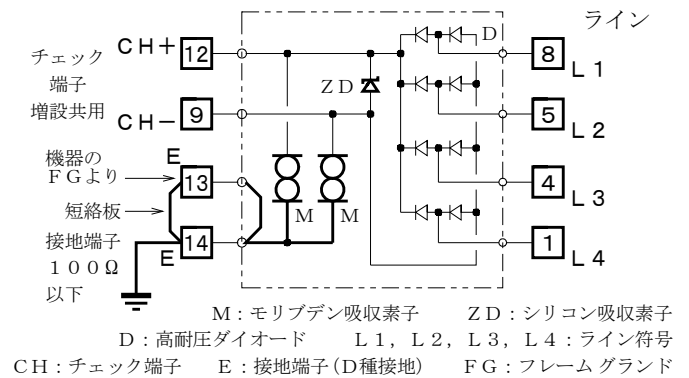 ライン
チェック
端子
増設共用
CH+ 12
CH− 9
ZD
D
8 L1
5 L2
4 L3
1 L4
機器の
FGより
E
13
短絡板
接地端子
100Ω
以下
14
E
M M
M:モリブデン吸収素子 ZD:シリコン吸収素子
D:高耐圧ダイオード L1, L2, L3, L4:ライン符号
CH:チェック端子 E:接地端子(D種接地) FG:フレームグランド